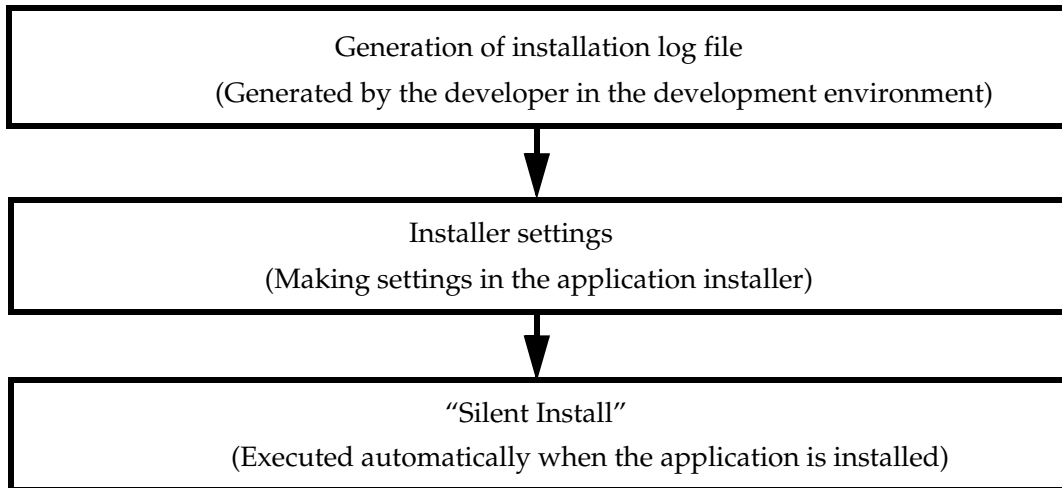 Generation of installation log file
(Generated by the developer in the development environment)
Installer settings
(Making settings in the application installer)
“Silent Install”
(Executed automatically when the application is installed)